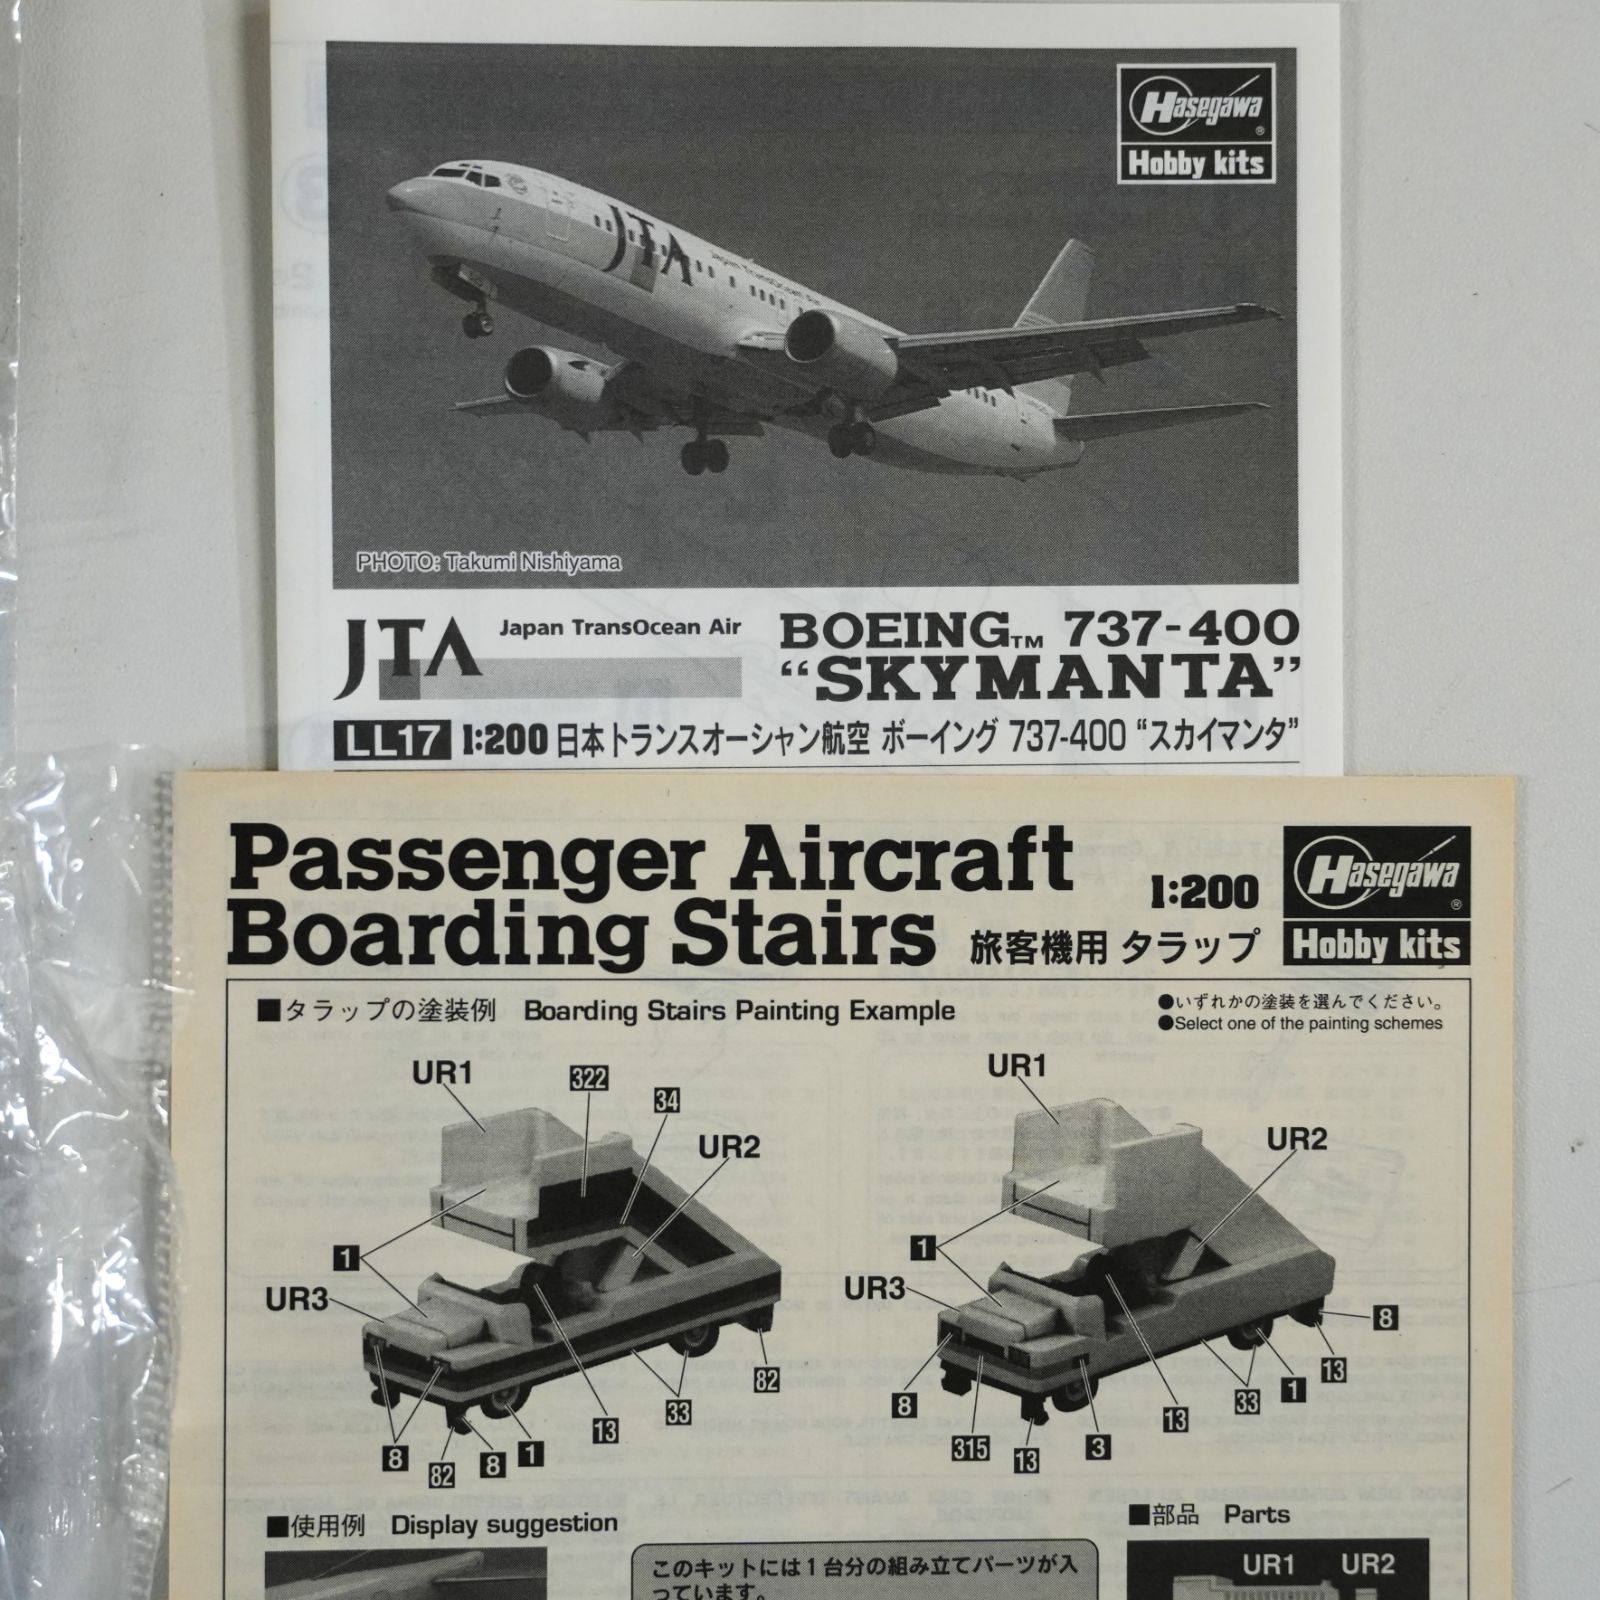 Hasegawa
Hobby kits
JTA
Japan TransOcean Air
PHOTO: Takumi Nishiyama
JTA Japan TransOcean Air
BOEING™ 737-400
“SKYMANTA”
LL17 1:200 日本トランスオーシャン航空 ボーイング 737-400 “スカイマンタ”
Passenger Aircraft
Boarding Stairs
1:200
旅客機用 タラップ
Hasegawa
Hobby kits
■タラップの塗装例 Boarding Stairs Painting Example
●いずれかの塗装を選んでください。
●Select one of the painting schemes
UR1
322
34
UR2
1
UR3
8
82
8
1
13
33
82
UR1
UR2
1
UR3
8
315
13
3
13
33
1
13
8
■使用例 Display suggestion
■部品 Parts
このキットには1台分の組み立てパーツが入
っています。
UR1 UR2